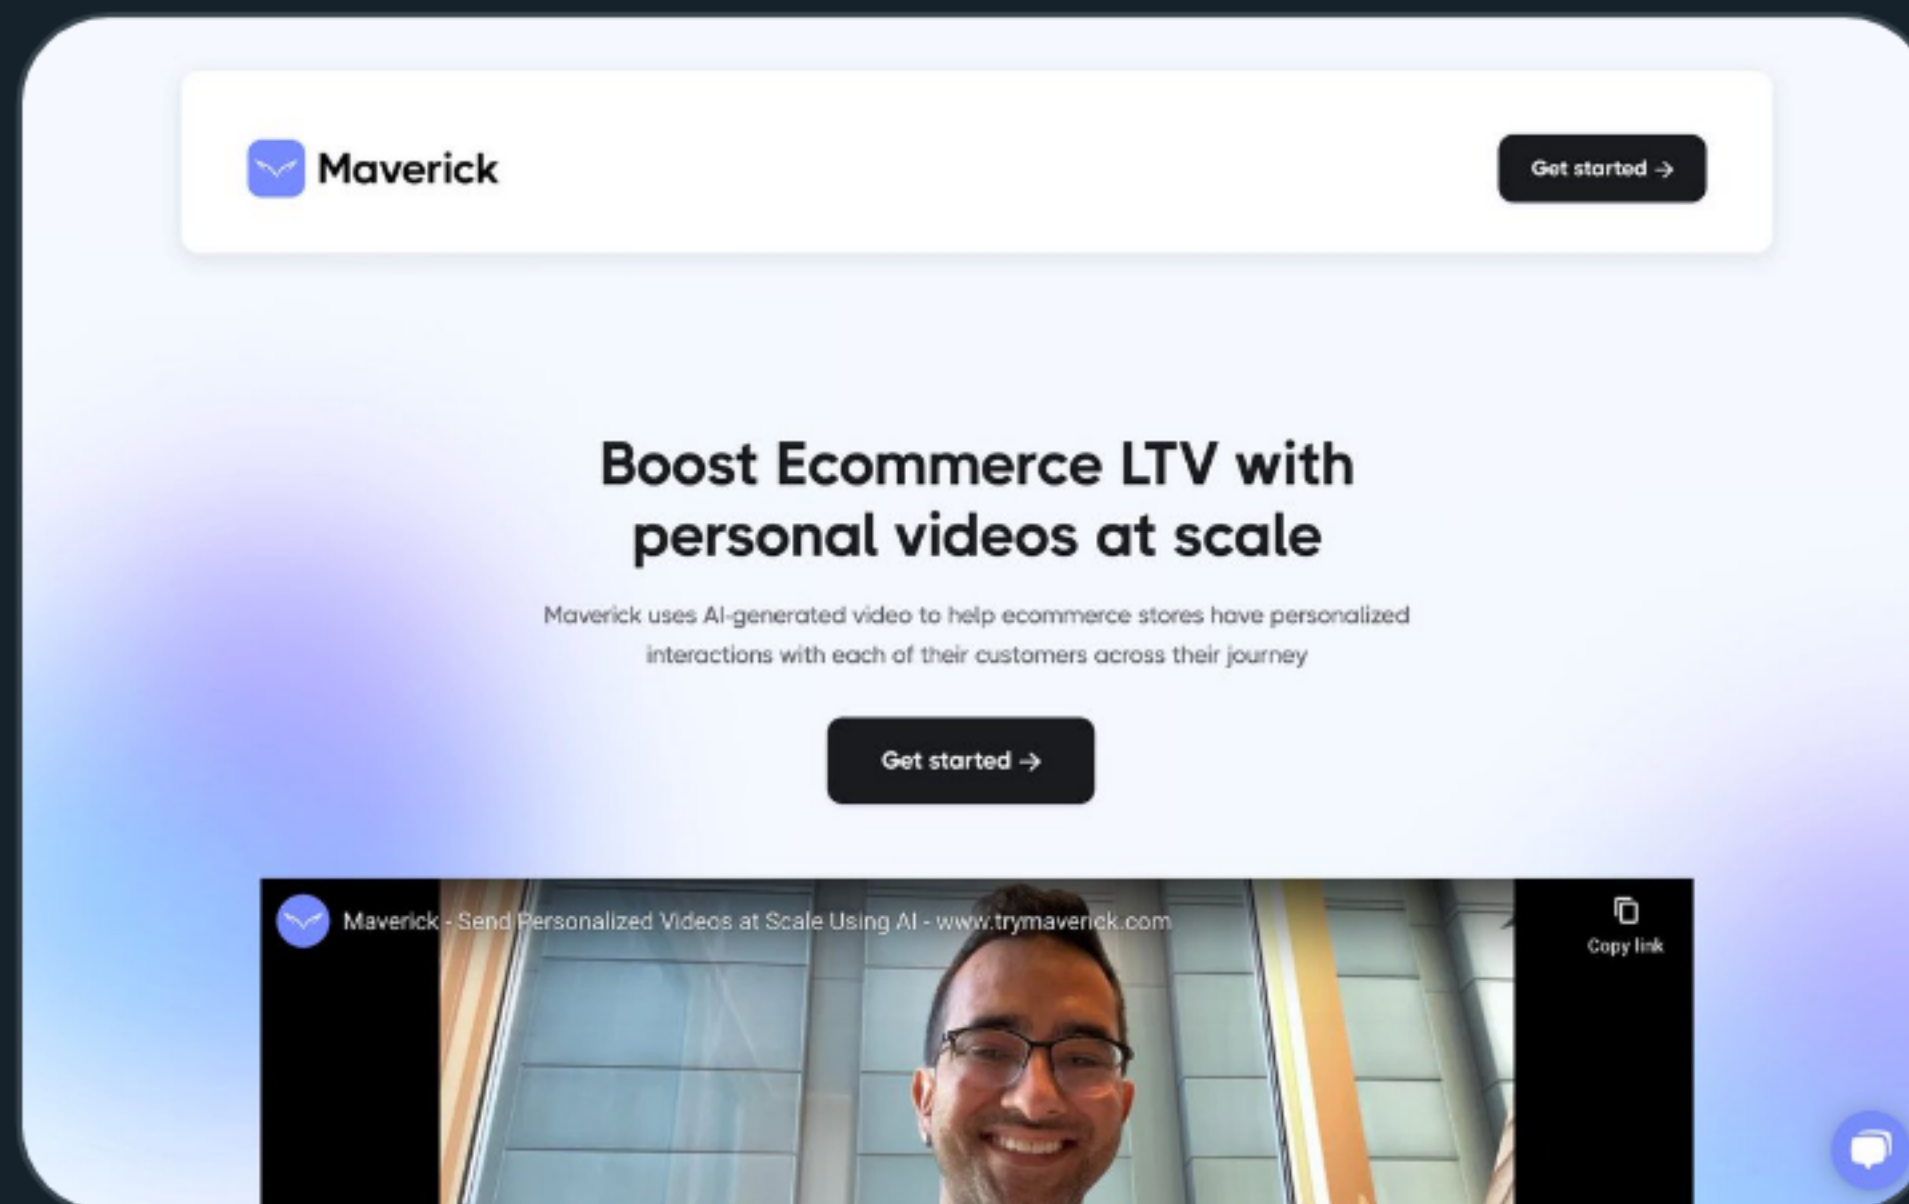 Maverick
Get started →
Boost Ecommerce LTV with
personal videos at scale
Maverick uses AI-generated video to help ecommerce stores have personalized
interactions with each of their customers across their journey
Get started →
Maverick - Send Personalized Videos at Scale Using AI - www.trymaverick.com
Copy link